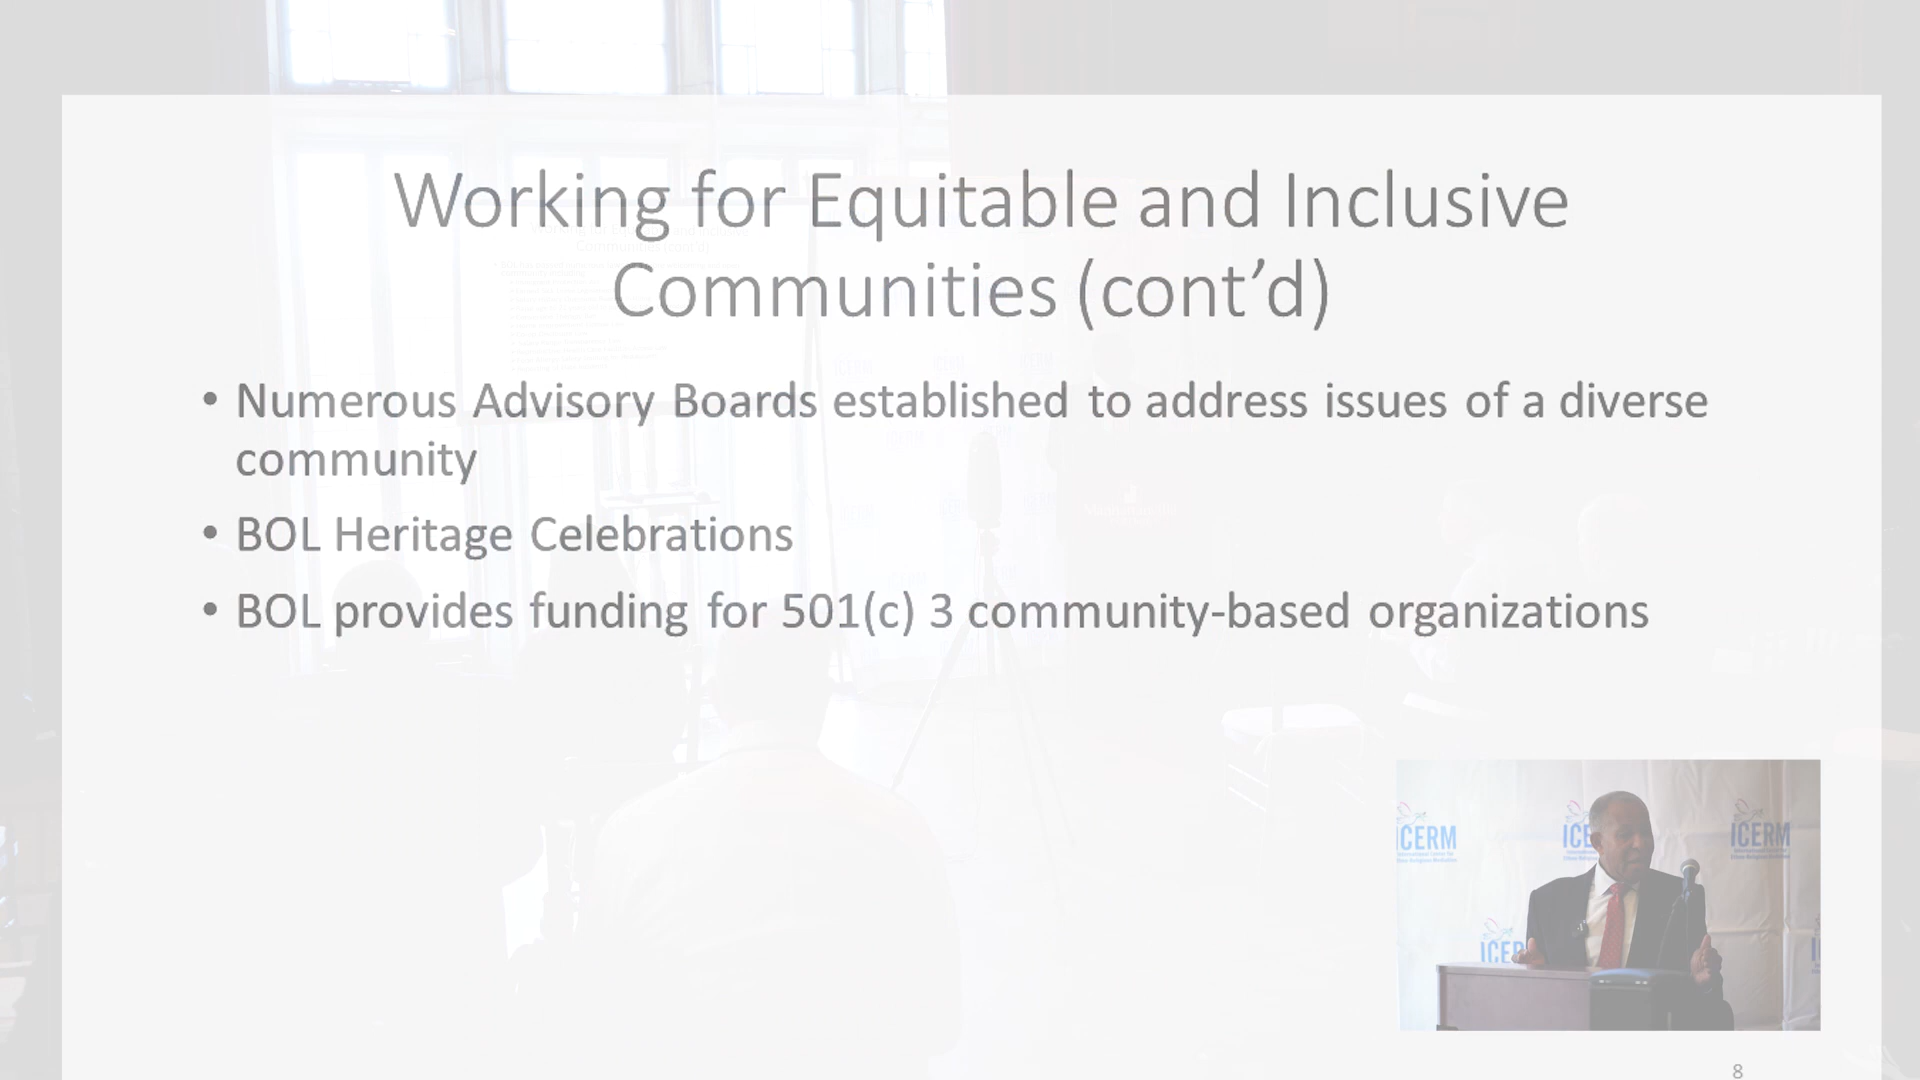 Working for Equitable and Inclusive
Communities (cont’d)
• Numerous Advisory Boards established to address issues of a diverse
community
• BOL Heritage Celebrations
• BOL provides funding for 501(c) 3 community-based organizations
ICERM
ICE
ICERM
ICER
8